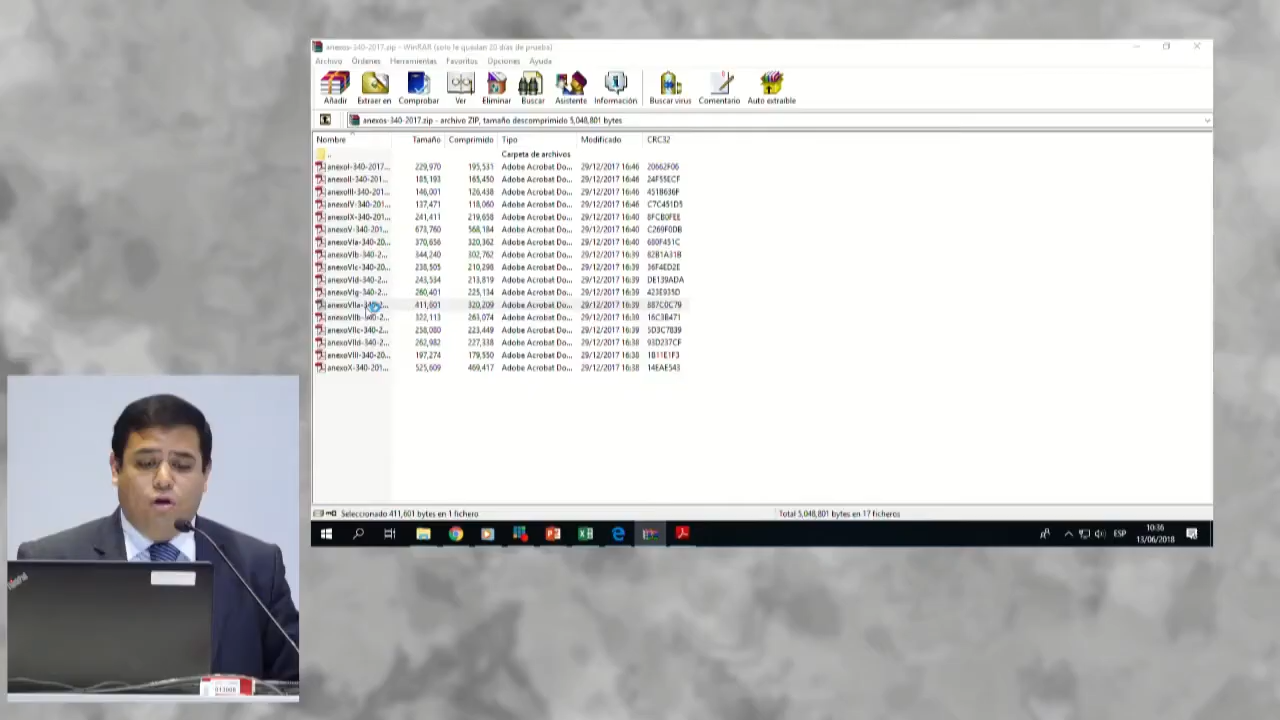 anexos-340-2017.zip - WinRAR (solo le quedan 20 días de prueba)
Archivo Órdenes Herramientas Favoritos Opciones Ayuda
Añadir Extraer en Comprobar Ver Eliminar Buscar Asistente Información Buscar virus Comentario Auto extraíble
anexos-340-2017.zip - archivo ZIP, tamaño descomprimido 5,048,801 bytes
Nombre Tamaño Comprimido Tipo Modificado CRC32
.. Carpeta de archivos
anexoI-340-2017... 229,970 195,531 Adobe Acrobat Do... 29/12/2017 16:46 20662F06
anexoII-340-201... 185,193 165,450 Adobe Acrobat Do... 29/12/2017 16:46 24F55ECF
anexoIII-340-201... 146,001 126,438 Adobe Acrobat Do... 29/12/2017 16:46 451B636F
anexoIV-340-201... 137,471 118,060 Adobe Acrobat Do... 29/12/2017 16:46 C7C451D5
anexoIX-340-201... 241,411 219,658 Adobe Acrobat Do... 29/12/2017 16:40 8FCB0FEE
anexoV-340-201... 673,760 568,184 Adobe Acrobat Do... 29/12/2017 16:40 C269F0DB
anexoVIa-340-20... 370,656 320,362 Adobe Acrobat Do... 29/12/2017 16:40 680F451C
anexoVIb-340-2... 344,240 302,762 Adobe Acrobat Do... 29/12/2017 16:39 82B1A31B
anexoVIc-340-20... 238,505 210,298 Adobe Acrobat Do... 29/12/2017 16:39 36F4ED2E
anexoVId-340-2... 243,534 213,819 Adobe Acrobat Do... 29/12/2017 16:39 DE139ADA
anexoVIg-340-2... 260,401 225,134 Adobe Acrobat Do... 29/12/2017 16:39 423E935D
anexoVIIa-340-2... 411,601 320,209 Adobe Acrobat Do... 29/12/2017 16:39 887C0C79
anexoVIIb-340-2... 322,113 263,074 Adobe Acrobat Do... 29/12/2017 16:39 16C3B471
anexoVIIc-340-2... 258,080 223,449 Adobe Acrobat Do... 29/12/2017 16:39 5D3C7839
anexoVIId-340-2... 262,982 227,338 Adobe Acrobat Do... 29/12/2017 16:38 93D237CF
anexoVIII-340-20... 197,274 179,550 Adobe Acrobat Do... 29/12/2017 16:38 1B11E1F3
anexoX-340-201... 525,609 469,417 Adobe Acrobat Do... 29/12/2017 16:38 14EAE543
Seleccionado 411,601 bytes en 1 fichero Total 5,048,801 bytes en 17 ficheros
ESP 10:36
13/06/2018
ThinkPad